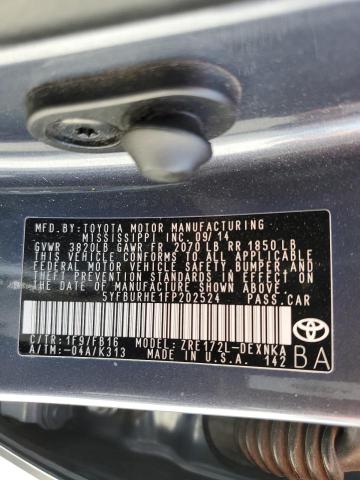 MFD.BY:TOYOTA MOTOR MANUFACTURING
MISSISSIPPI INC 09/14
GVWR 3820LB GAWR FR 2070 LB RR 1850 LB
THIS VEHICLE CONFORMS TO ALL APPLICABLE
FEDERAL MOTOR VEHICLE SAFETY,BUMPER,AND
THEFT PREVENTION STANDARDS IN EFFECT ON
THE DATE OF MANUFACTURE SHOWN ABOVE.
5YFBURHE1FP202524 PASS.CAR
C/TR:1F9/FB16 MODEL:ZRE172L-DEXNKA
A/TM:-04A/K313 MADE IN U.S.A. 142
BA